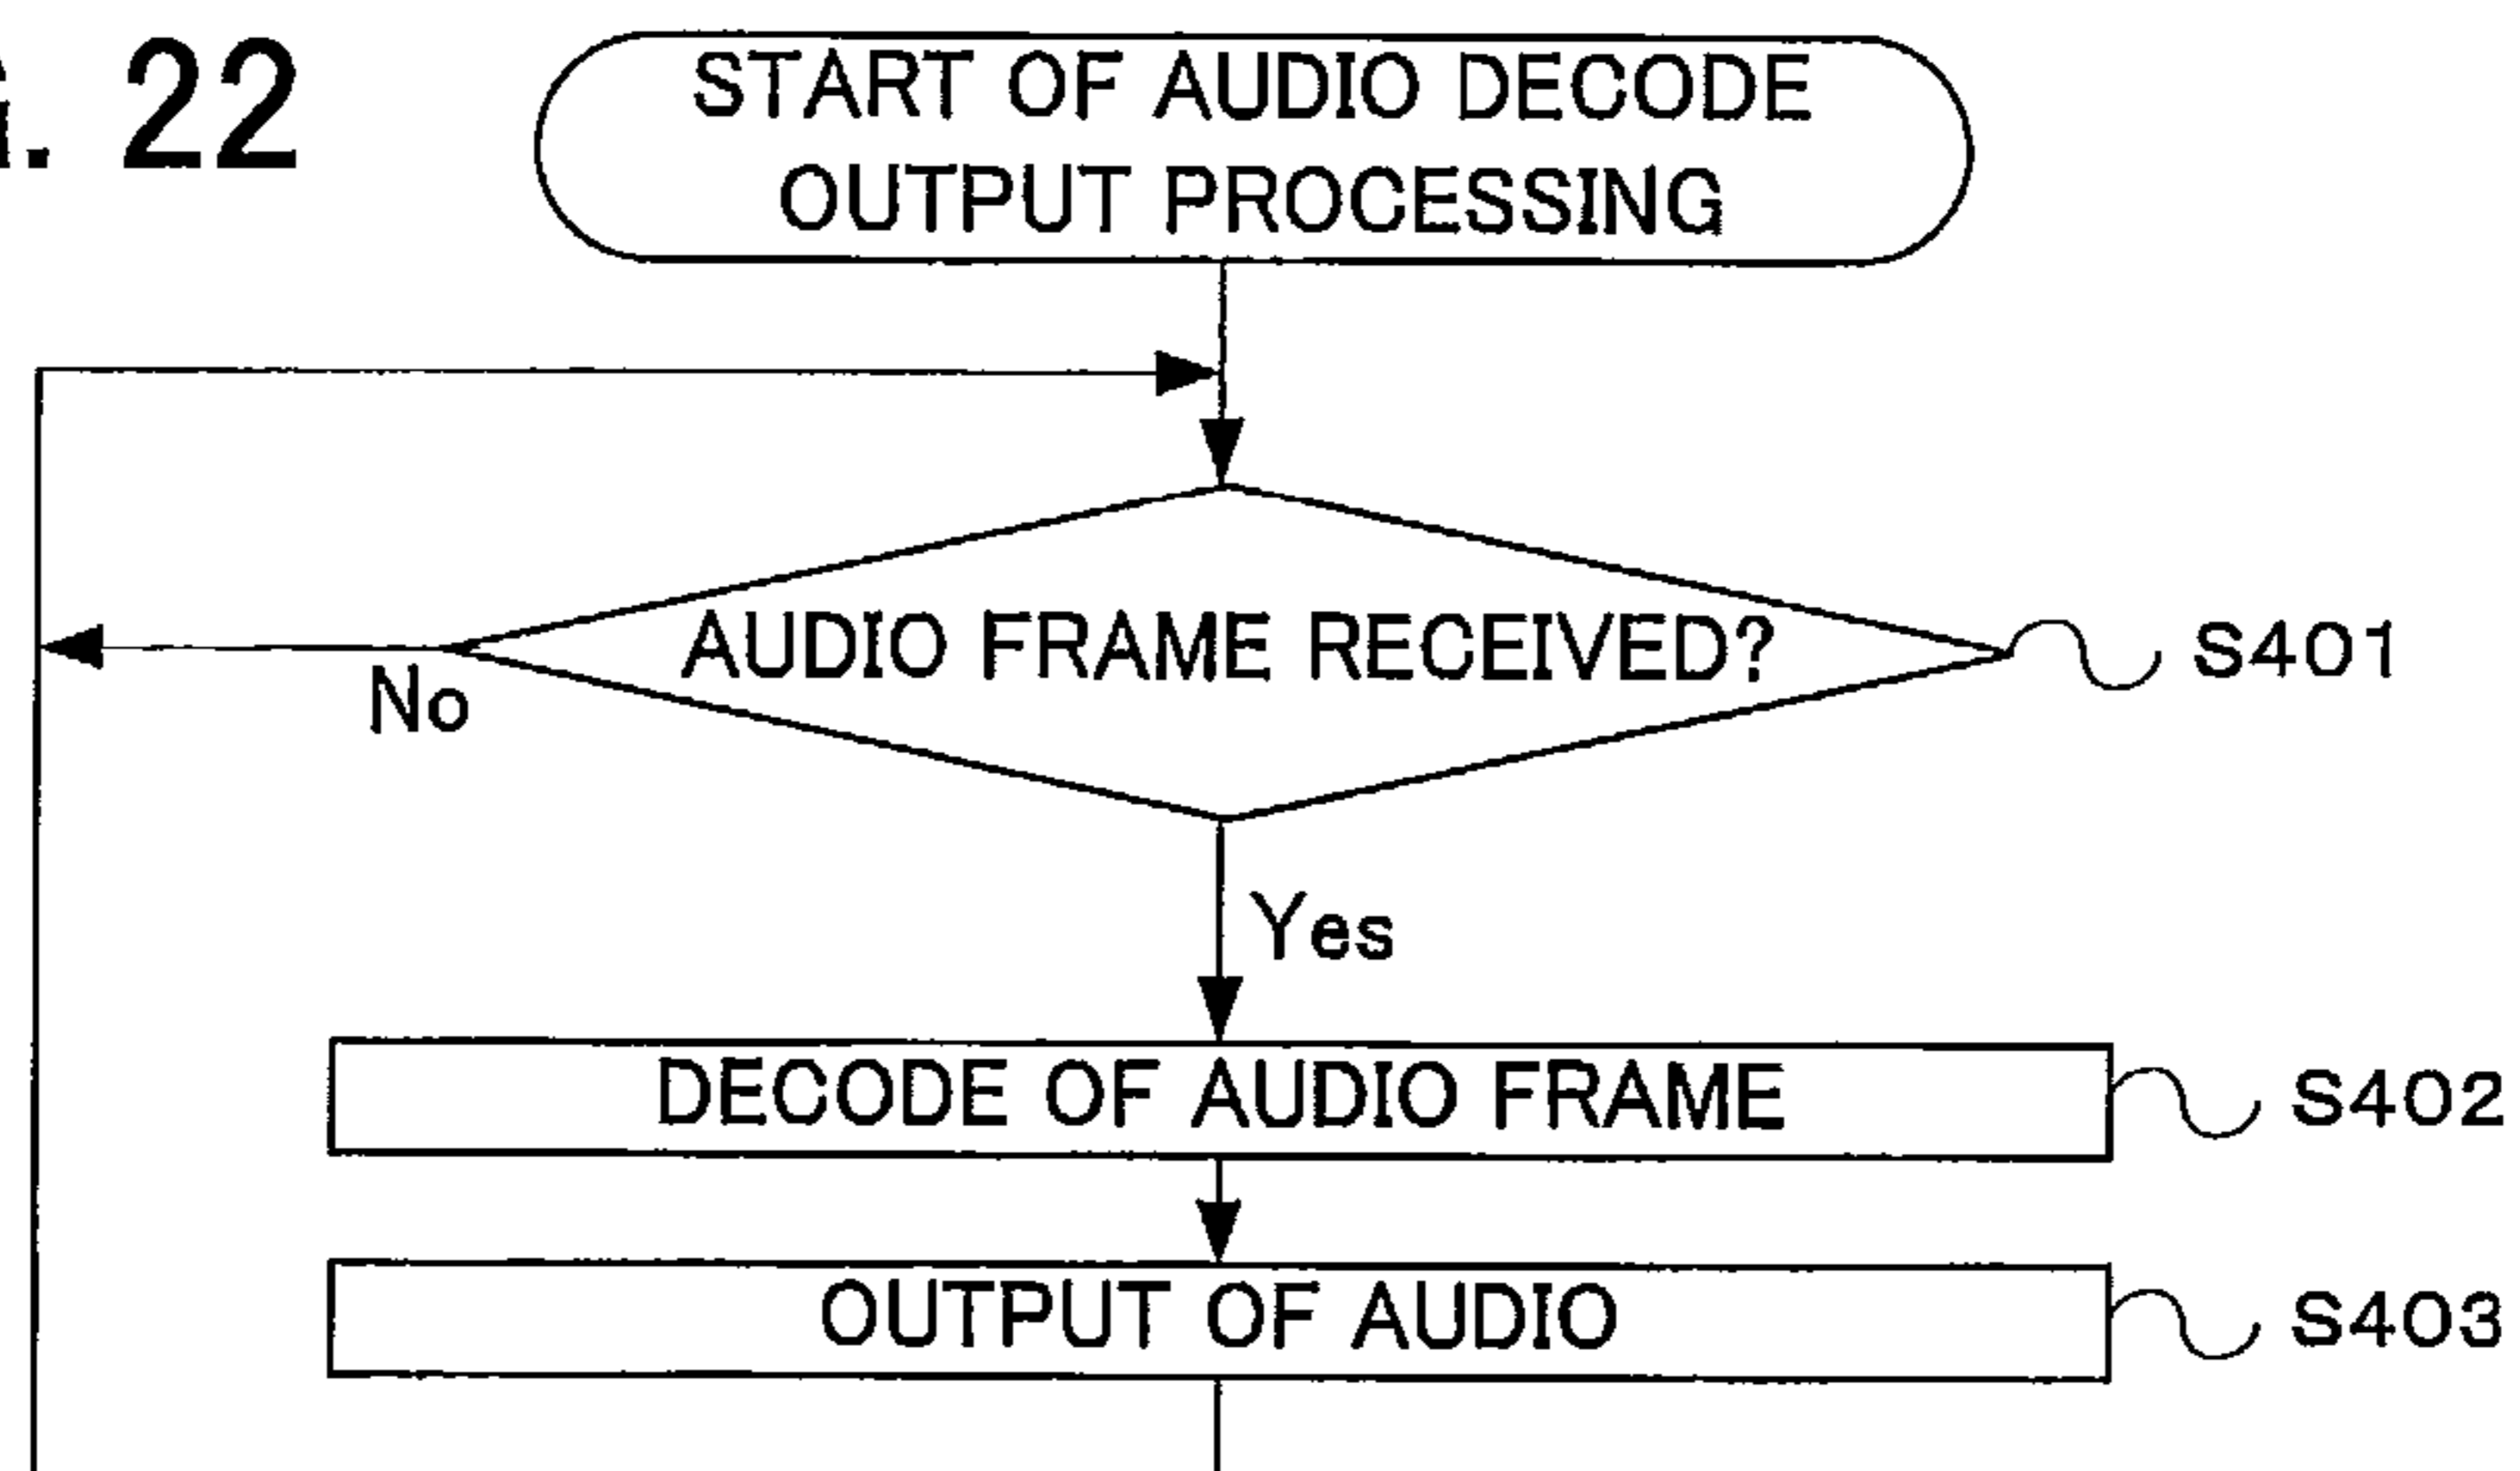 22
START OF AUDIO DECODE
OUTPUT PROCESSING
AUDIO FRAME RECEIVED?
S401
No
Yes
DECODE OF AUDIO FRAME
S402
OUTPUT OF AUDIO
S403